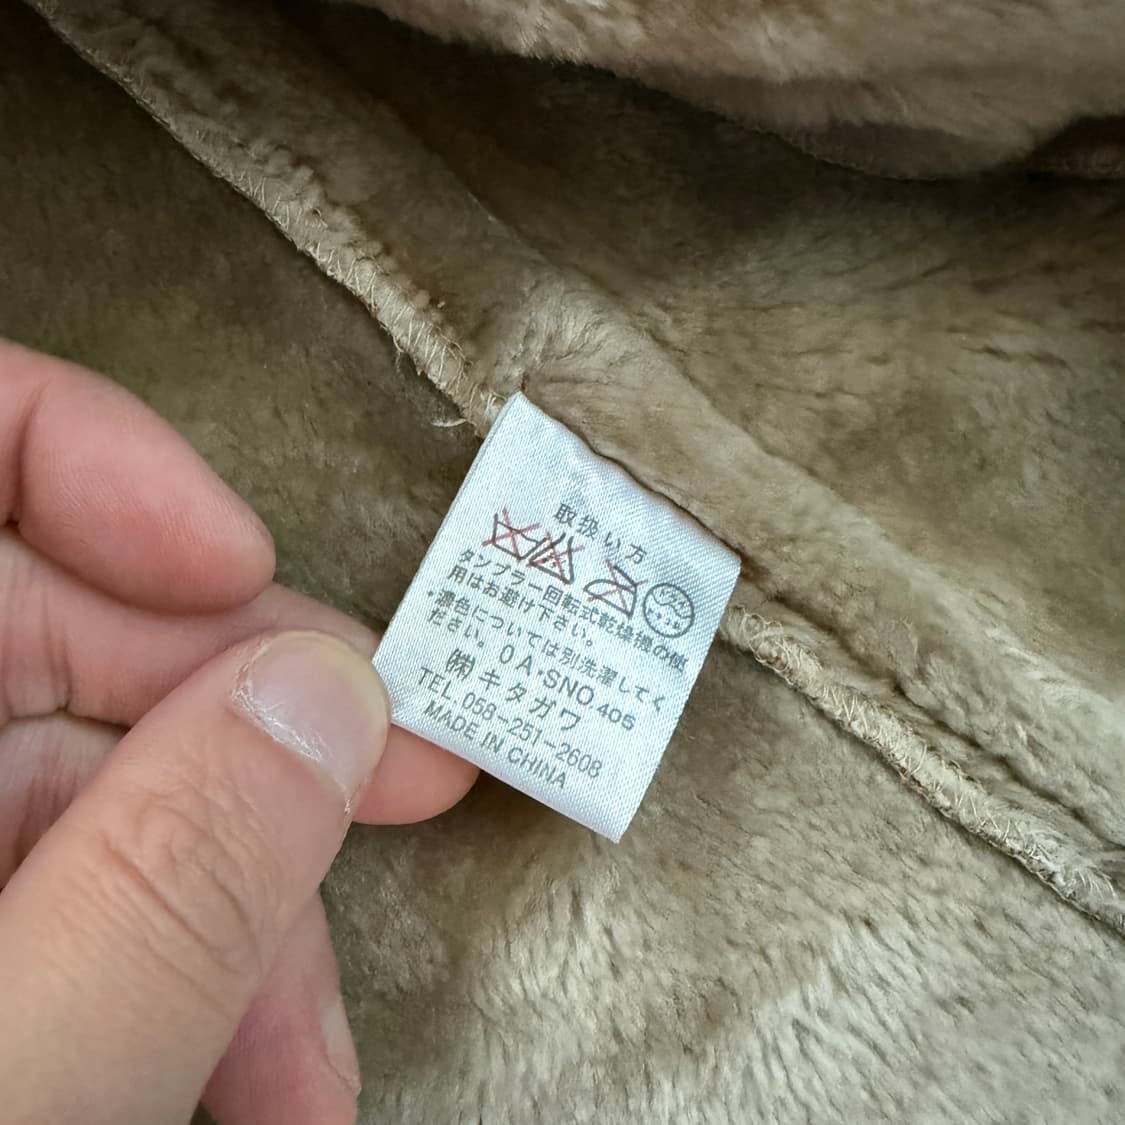 取扱い方
タンブラー回転式乾燥機の使
用はお避け下さい。
・濃色については別洗濯してく
ださい。OA・SNO.405
(株)キタガワ
TEL.058-251-2608
MADE IN CHINA